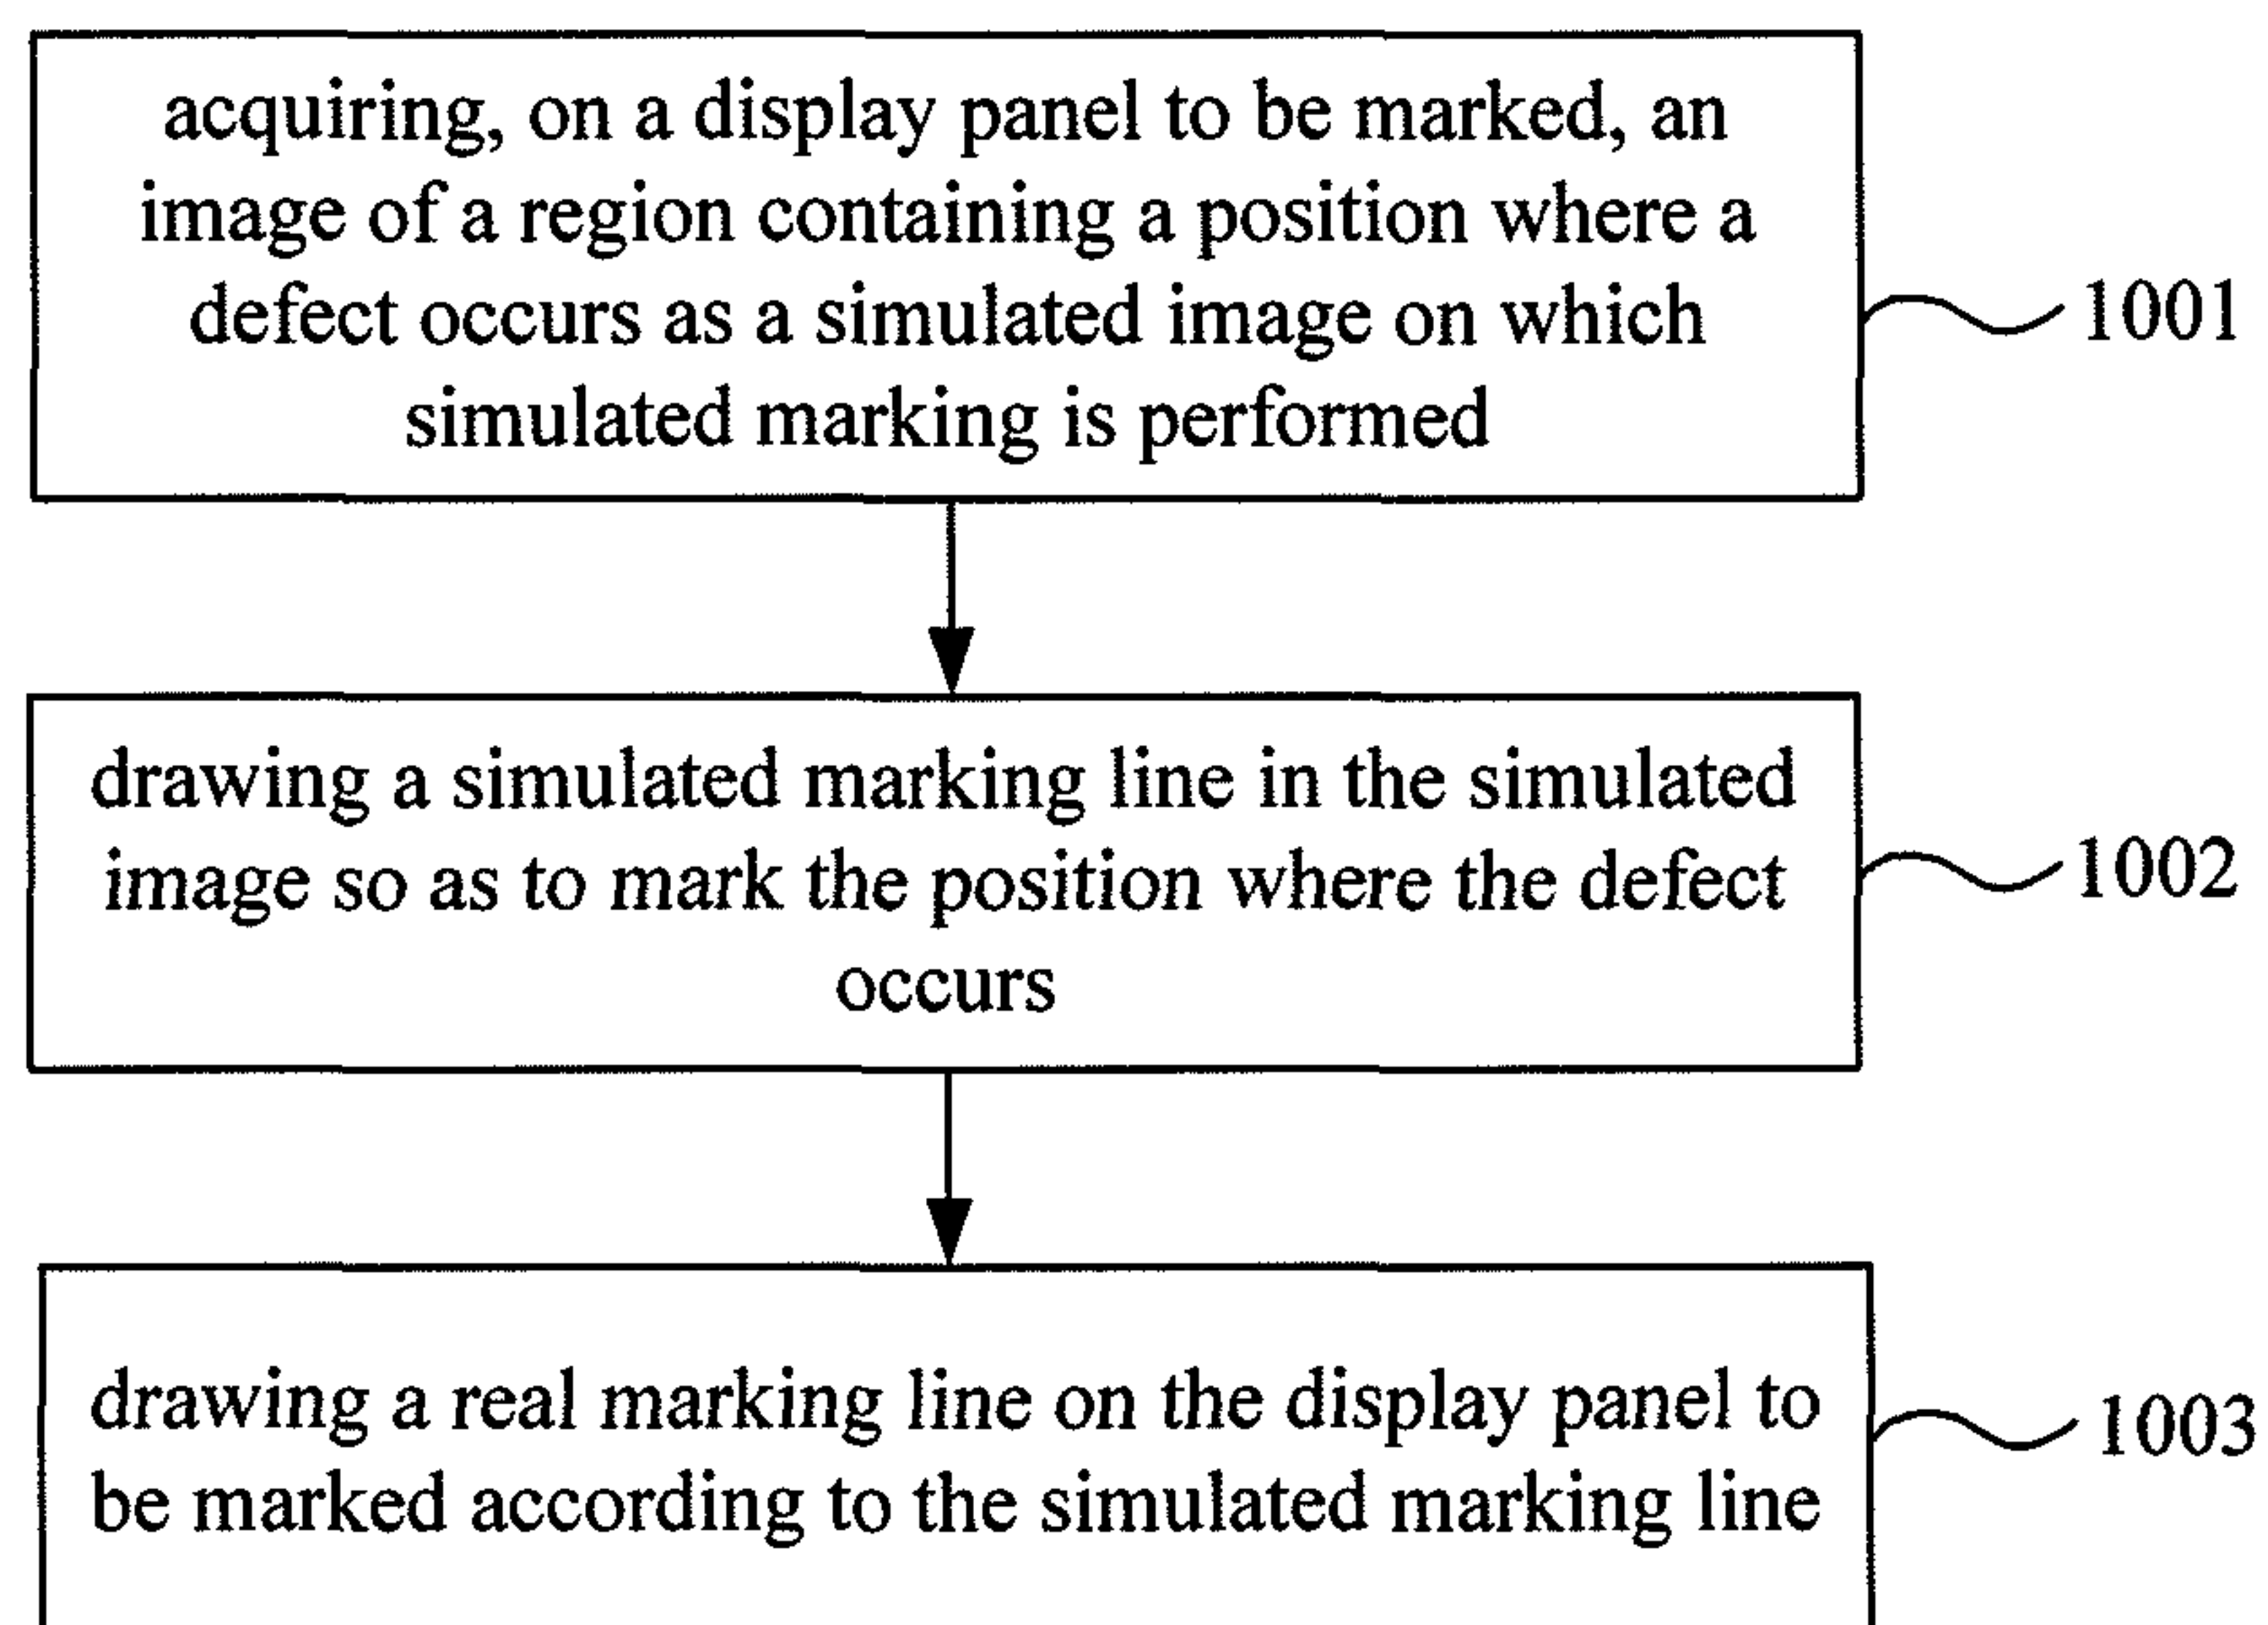 acquiring, on a display panel to be marked, an
image of a region containing a position where a
defect occurs as a simulated image on which
simulated marking is performed
1001
drawing a simulated marking line in the simulated
image so as to mark the position where the defect
occurs
1002
drawing a real marking line on the display panel to
be marked according to the simulated marking line
1003